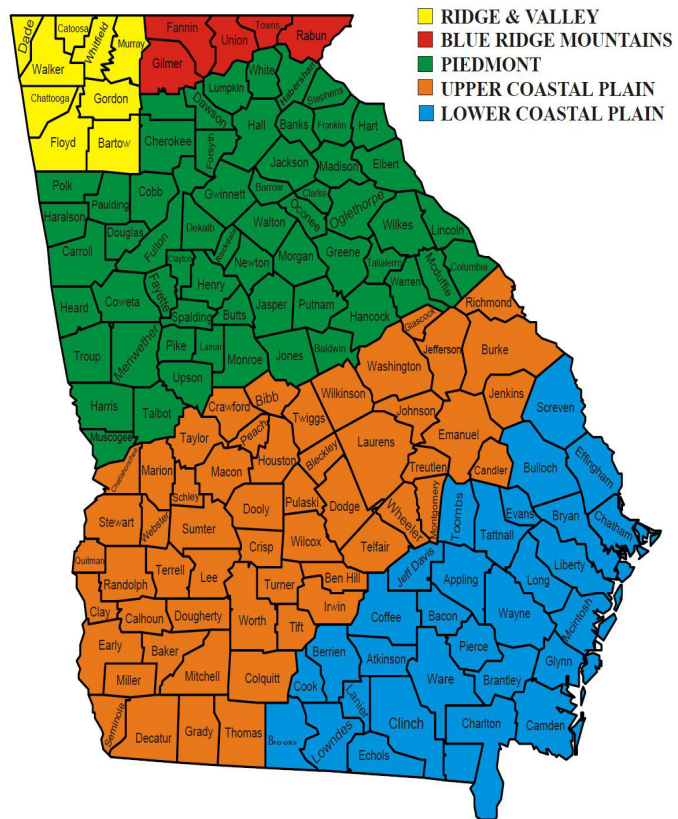 RIDGE & VALLEY
BLUE RIDGE MOUNTAINS
PIEDMONT
UPPER COASTAL PLAIN
LOWER COASTAL PLAIN
Dade
Catoosa
Whitfield
Murray
Fannin
Union
Towns
Rabun
Walker
Gilmer
White
Habersham
Stephens
Lumpkin
Chattooga
Gordon
Dawson
Floyd
Bartow
Cherokee
Forsyth
Hall
Banks
Franklin
Hart
Jackson
Madison
Elbert
Polk
Cobb
Gwinnett
Barrow
Clarke
Oconee
Oglethorpe
Haralson
Paulding
Douglas
Fulton
Dekalb
Rockdale
Walton
Wilkes
Lincoln
Carroll
Clayton
Newton
Morgan
Greene
Taliaferro
Mcduffie
Columbia
Warren
Heard
Coweta
Fayette
Henry
Spalding
Butts
Jasper
Putnam
Hancock
Glascock
Richmond
Troup
Meriwether
Pike
Lamar
Monroe
Jones
Baldwin
Washington
Jefferson
Burke
Upson
Harris
Talbot
Crawford
Bibb
Twiggs
Wilkinson
Johnson
Jenkins
Screven
Muscogee
Taylor
Peach
Houston
Bleckley
Laurens
Emanuel
Chattahoochee
Marion
Macon
Treutlen
Candler
Bulloch
Effingham
Schley
Dooly
Pulaski
Dodge
Wheeler
Montgomery
Toombs
Evans
Bryan
Chatham
Stewart
Webster
Sumter
Crisp
Wilcox
Telfair
Tattnall
Quitman
Randolph
Terrell
Lee
Turner
Ben Hill
Jeff Davis
Appling
Long
Liberty
Clay
Calhoun
Dougherty
Worth
Tift
Irwin
Coffee
Bacon
Wayne
Mcintosh
Early
Baker
Berrien
Atkinson
Pierce
Glynn
Miller
Mitchell
Colquitt
Cook
Lanier
Ware
Brantley
Seminole
Decatur
Grady
Thomas
Brooks
Lowndes
Clinch
Charlton
Camden
Echols